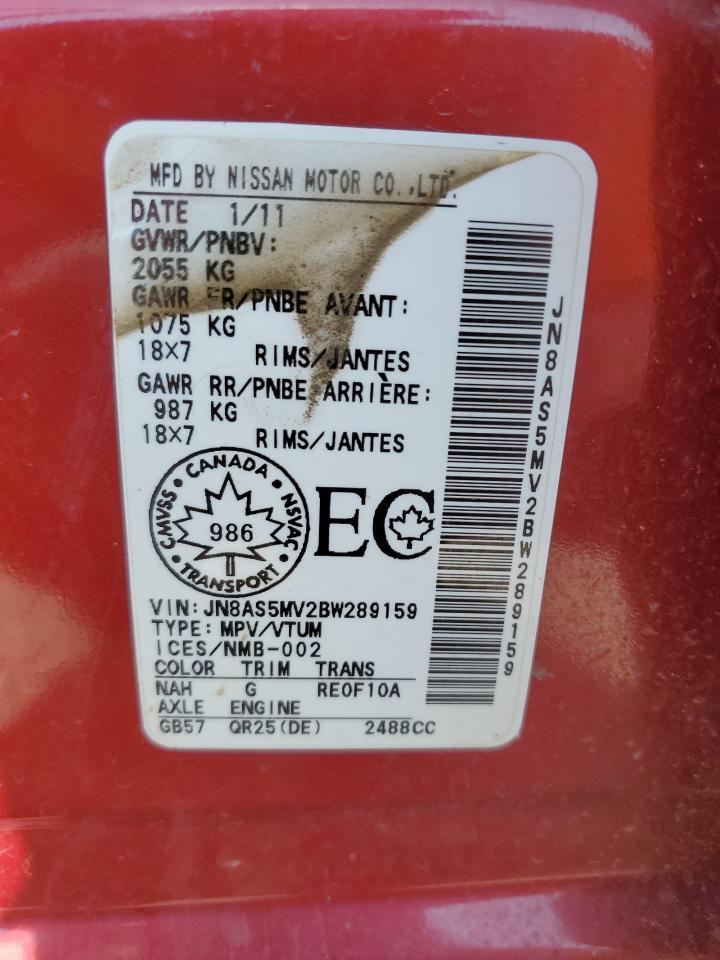 MFD BY NISSAN MOTOR CO.,LTD.
DATE 1/11
GVWR/PNBV:
2055 KG
GAWR FR/PNBE AVANT:
1075 KG
18X7 RIMS/JANTES
GAWR RR/PNBE ARRIÈRE:
987 KG
18X7 RIMS/JANTES
CANADA
CMVSS • NSVAC
986
TRANSPORT
EC
VIN:JN8AS5MV2BW289159
TYPE: MPV/VTUM
ICES/NMB-002
COLOR TRIM TRANS
NAH G RE0F10A
AXLE ENGINE
GB57 QR25(DE) 2488CC
JN8AS5MV2BW289159